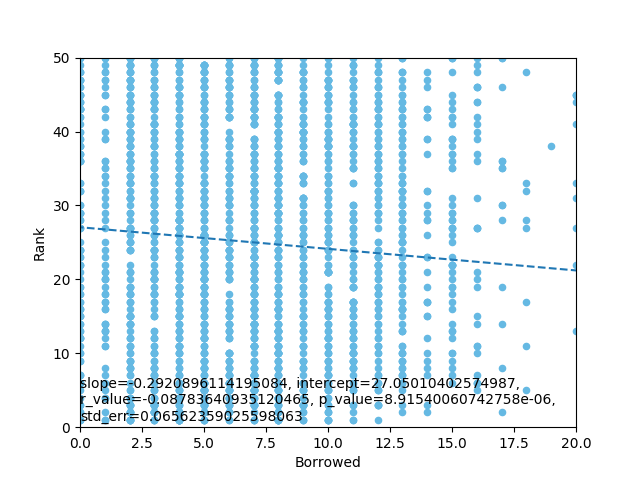 50
40
30
20
10
0
Rank
slope=-0.2920896114195084, intercept=27.05010402574987,
r_value=-0.08783640935120465, p_value=8.91540060742758e-06,
std_err=0.06562359025598063
0.0 2.5 5.0 7.5 10.0 12.5 15.0 17.5 20.0
Borrowed